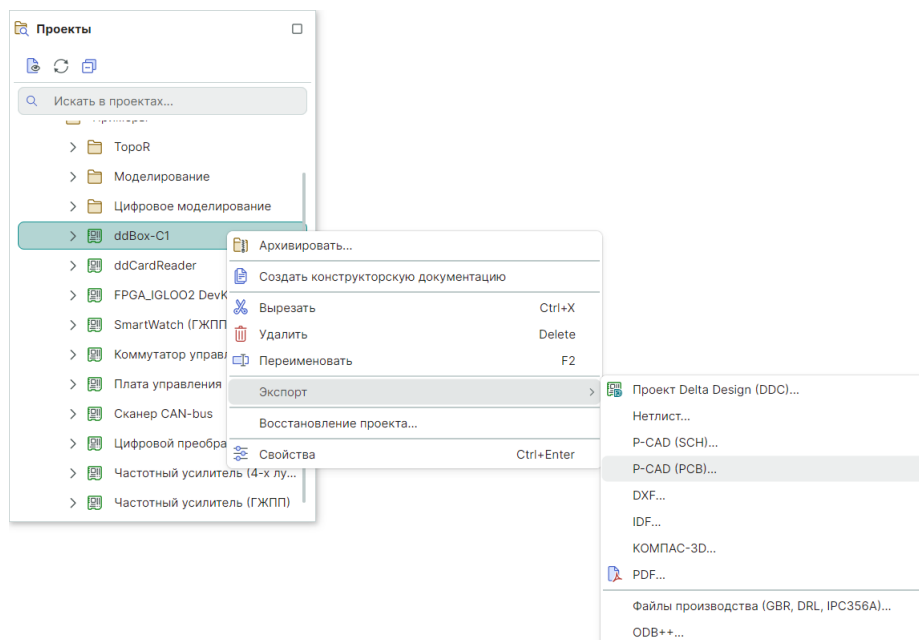 Проекты
Искать в проектах...
TopoR
Моделирование
Цифровое моделирование
ddBox-C1
ddCardReader
FPGA_IGLOO2 DevK
SmartWatch (ГЖПП
Коммутатор управл
Плата управления
Сканер CAN-bus
Цифровой преобра
Частотный усилитель (4-х лу...
Частотный усилитель (ГЖПП)
Архивировать...
Создать конструкторскую документацию
Вырезать Ctrl+X
Удалить Delete
Переименовать F2
Экспорт
Восстановление проекта...
Свойства Ctrl+Enter
Проект Delta Design (DDC)...
Нетлист...
P-CAD (SCH)...
P-CAD (PCB)...
DXF...
IDF...
КОМПАС-3D...
PDF...
Файлы производства (GBR, DRL, IPC356A)...
ODB++...